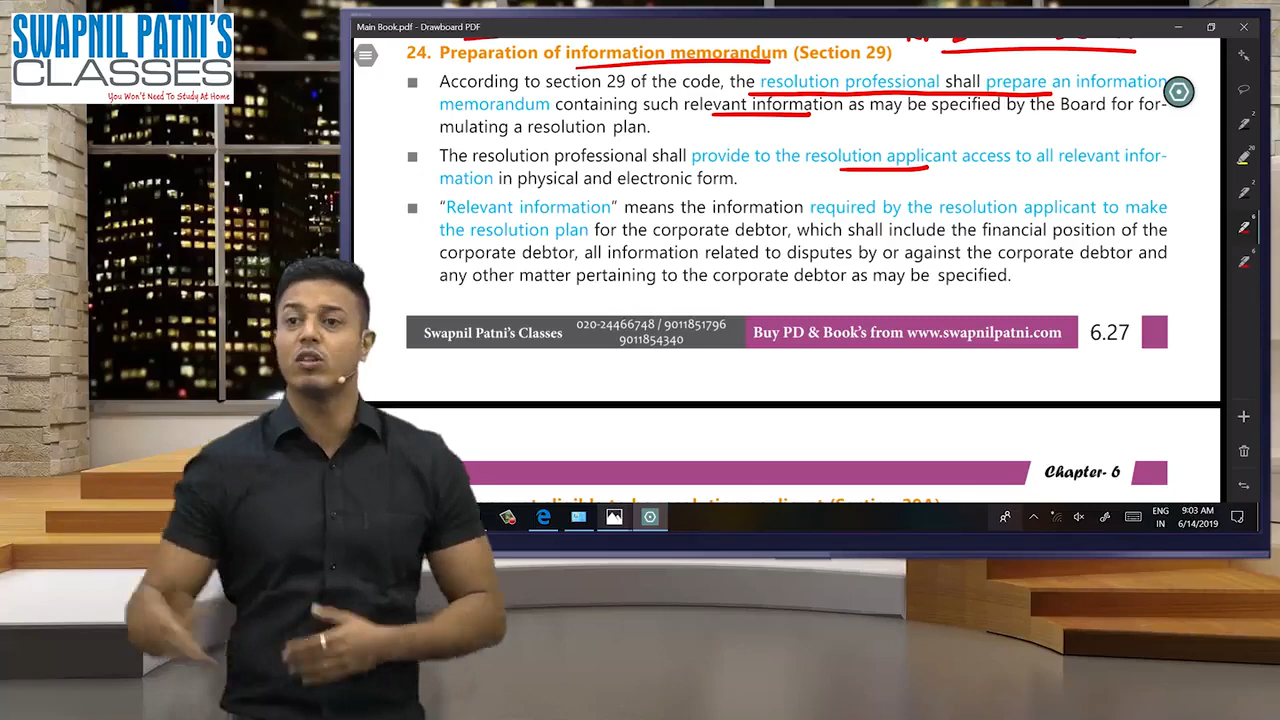 SWAPNIL PATNI'S
CLASSES
You Won't Need To Study At Home
Main Book.pdf - Drawboard PDF
24. Preparation of information memorandum (Section 29)
■ According to section 29 of the code, the resolution professional shall prepare an information
memorandum containing such relevant information as may be specified by the Board for for-
mulating a resolution plan.
■ The resolution professional shall provide to the resolution applicant access to all relevant infor-
mation in physical and electronic form.
■ “Relevant information” means the information required by the resolution applicant to make
the resolution plan for the corporate debtor, which shall include the financial position of the
corporate debtor, all information related to disputes by or against the corporate debtor and
any other matter pertaining to the corporate debtor as may be specified.
Swapnil Patni's Classes 020-24466748 / 9011851796
9011854340
Buy PD & Book's from www.swapnilpatni.com 6.27
Chapter- 6
(Section 29A)
ENG
IN
9:03 AM
6/14/2019